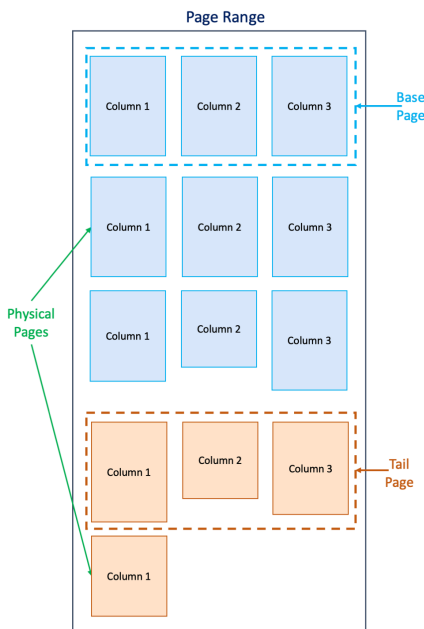 Page Range
Column 1
Column 2
Column 3
Base
Page
Column 1
Column 2
Column 3
Physical
Pages
Column 1
Column 2
Column 3
Column 1
Column 2
Column 3
Tail
Page
Column 1